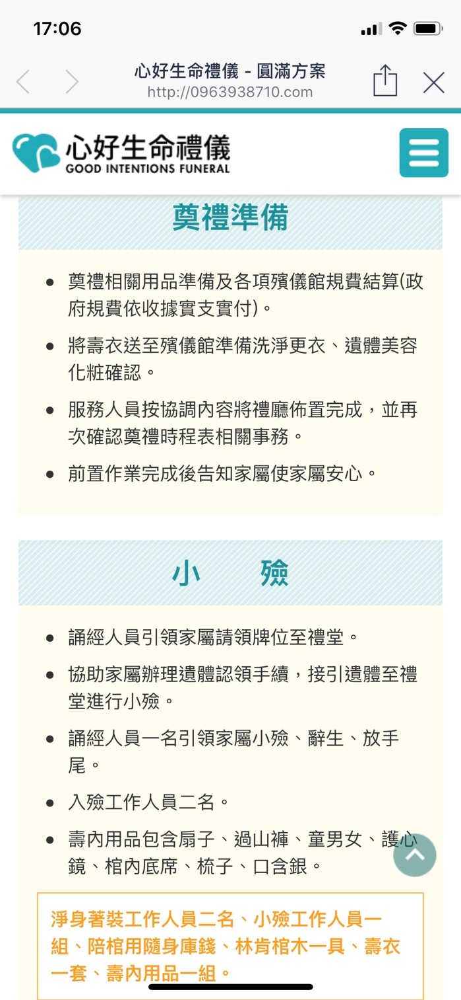 17:06
心好生命禮儀 - 圓滿方案
http://0963938710.com
心好生命禮儀
GOOD INTENTIONS FUNERAL
奠禮準備
• 奠禮相關用品準備及各項殯儀館規費結算(政
府規費依收據實支實付)。
• 將壽衣送至殯儀館準備洗淨更衣、遺體美容
化粧確認。
• 服務人員按協調內容將禮廳佈置完成，並再
次確認奠禮時程表相關事務。
• 前置作業完成後告知家屬使家屬安心。
小 殮
• 誦經人員引領家屬請領牌位至禮堂。
• 協助家屬辦理遺體認領手續，接引遺體至禮
堂進行小殮。
• 誦經人員一名引領家屬小殮、辭生、放手
尾。
• 入殮工作人員二名。
• 壽內用品包含扇子、過山褲、童男女、護心
鏡、棺內底席、梳子、口含銀。
淨身著裝工作人員二名、小殮工作人員一
組、陪棺用隨身庫錢、林肯棺木一具、壽衣
一套、壽內用品一組。